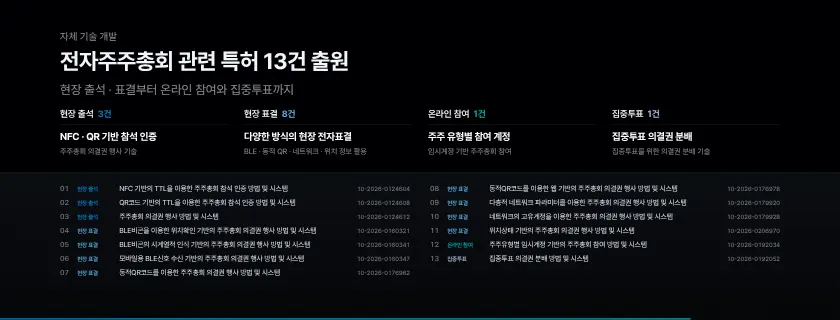 자체 기술 개발
전자주주총회 관련 특허 13건 출원
현장 출석 · 표결부터 온라인 참여와 집중투표까지
현장 출석 3건
NFC · QR 기반 참석 인증
주주총회 의결권 행사 기술
현장 표결 8건
다양한 방식의 현장 전자표결
BLE · 동적 QR · 네트워크 · 위치 정보 활용
온라인 참여 1건
주주 유형별 참여 계정
임시계정 기반 주주총회 참여
집중투표 1건
집중투표 의결권 분배
집중투표를 위한 의결권 분배 기술
01 현장 출석 NFC 기반의 TTL을 이용한 주주총회 참석 인증 방법 및 시스템 10-2026-0124604
02 현장 출석 QR코드 기반의 TTL을 이용한 주주총회 참석 인증 방법 및 시스템 10-2026-0124608
03 현장 출석 주주총회 의결권 행사 방법 및 시스템 10-2026-0124612
04 현장 표결 BLE비콘을 이용한 위치확인 기반의 주주총회 의결권 행사 방법 및 시스템 10-2026-0160321
05 현장 표결 BLE비콘의 시계열적 인식 기반의 주주총회 의결권 행사 방법 및 시스템 10-2026-0160341
06 현장 표결 모바일용 BLE신호 수신 기반의 주주총회 의결권 행사 방법 및 시스템 10-2026-0160347
07 현장 표결 동적QR코드를 이용한 주주총회 의결권 행사 방법 및 시스템 10-2026-0176962
08 현장 표결 동적QR코드를 이용한 웹 기반의 주주총회 의결권 행사 방법 및 시스템 10-2026-0176978
09 현장 표결 다층적 네트워크 파라미터를 이용한 주주총회 의결권 행사 방법 및 시스템 10-2026-0179920
10 현장 표결 네트워크의 고유계정을 이용한 주주총회 의결권 행사 방법 및 시스템 10-2026-0179928
11 현장 표결 위치상태 기반의 주주총회 의결권 행사 방법 및 시스템 10-2026-0206970
12 온라인 참여 주주유형별 임시계정 기반의 주주총회 참여 방법 및 시스템 10-2026-0192034
13 집중투표 집중투표 의결권 분배 방법 및 시스템 10-2026-0192052